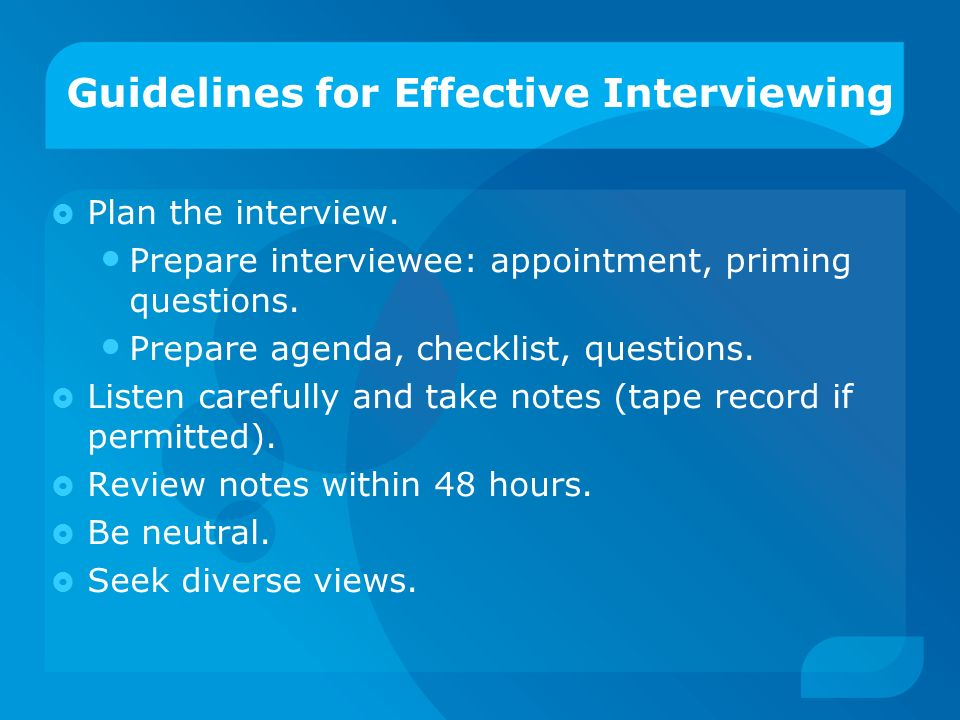 Guidelines for Effective Interviewing
Plan the interview.
Prepare interviewee: appointment, priming
questions.
Prepare agenda, checklist, questions.
Listen carefully and take notes (tape record if
permitted).
Review notes within 48 hours.
Be neutral.
Seek diverse views.